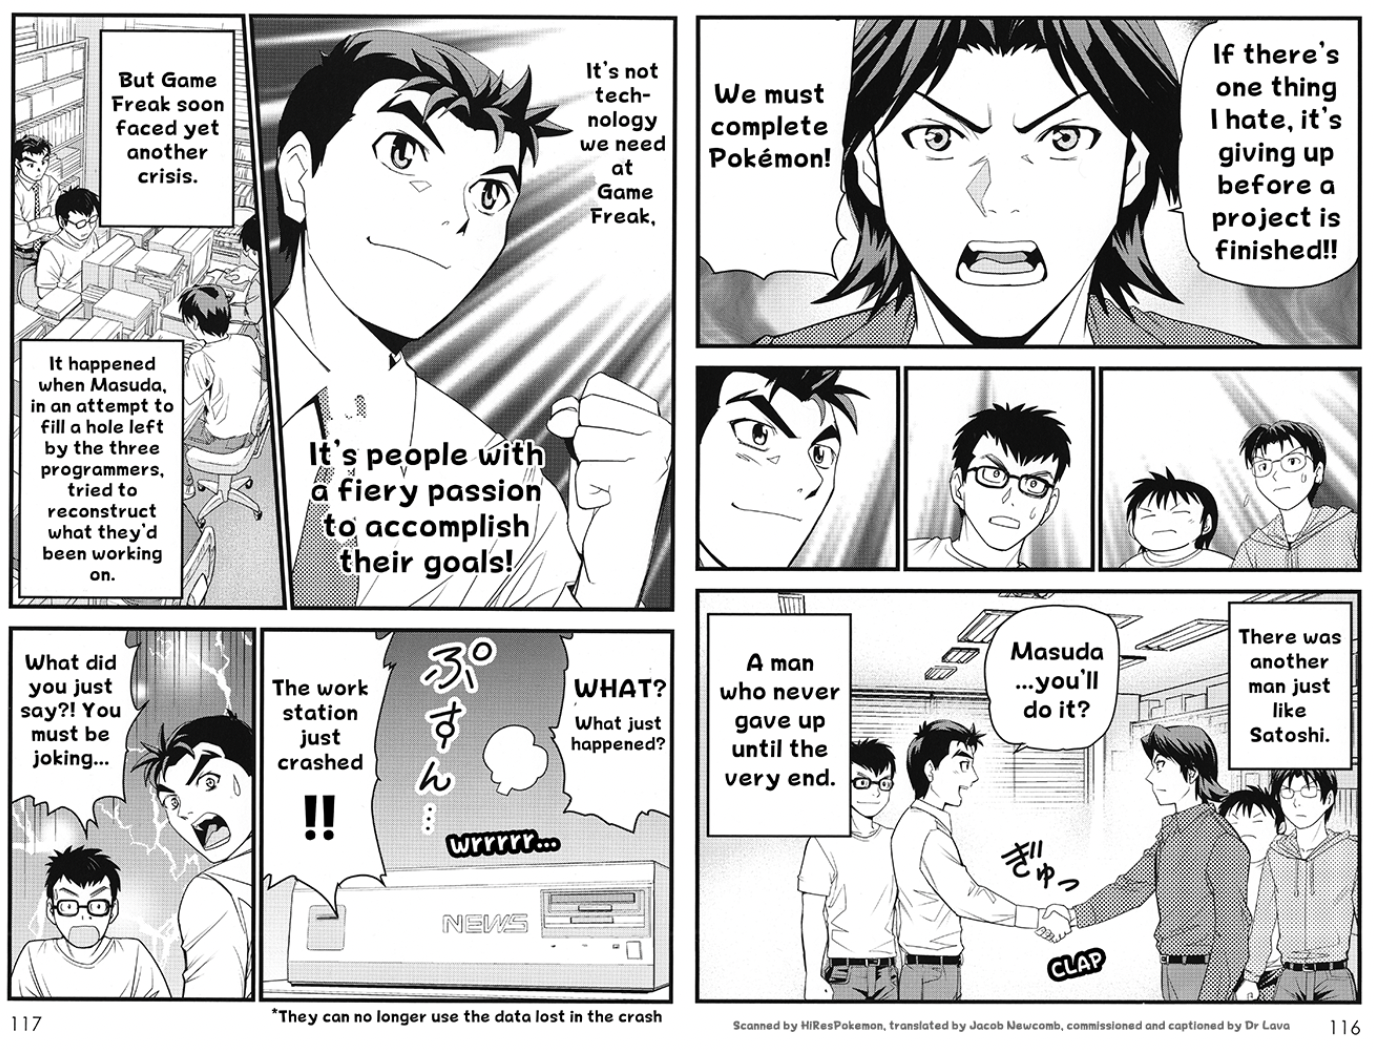 If there's
one thing
I hate, it's
giving up
before a
project is
finished!!
We must
complete
Pokémon!
There was
another
man just
like
Satoshi.
Masuda
...you'll
do it?
A man
who never
gave up
until the
very end.
ぎゅっ
CLAP
Scanned by HiResPokemon, translated by Jacob Newcomb, commissioned and captioned by Dr Lava
116
It's not
tech-
nology
we need
at
Game
Freak,
It's people with
a fiery passion
to accomplish
their goals!
But Game
Freak soon
faced yet
another
crisis.
It happened
when Masuda,
in an attempt to
fill a hole left
by the three
programmers,
tried to
reconstruct
what they'd
been working
on.
WHAT?
What just
happened?
ぷすん...
wrrrrr...
The work
station
just
crashed
!!
NEWS
What did
you just
say?! You
must be
joking...
*They can no longer use the data lost in the crash
117